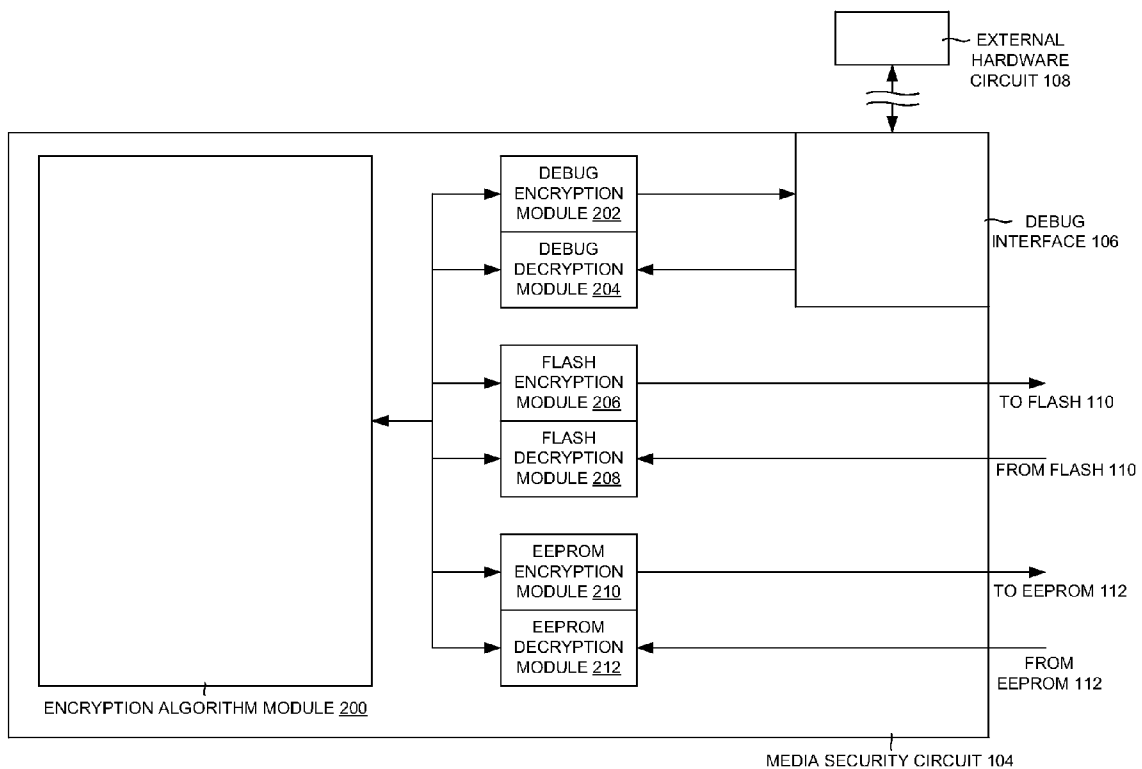 EXTERNAL
HARDWARE
CIRCUIT 108
DEBUG
ENCRYPTION
MODULE 202
DEBUG
DECRYPTION
MODULE 204
DEBUG
INTERFACE 106
FLASH
ENCRYPTION
MODULE 206
TO FLASH 110
FLASH
DECRYPTION
MODULE 208
FROM FLASH 110
EEPROM
ENCRYPTION
MODULE 210
TO EEPROM 112
EEPROM
DECRYPTION
MODULE 212
FROM
EEPROM 112
ENCRYPTION ALGORITHM MODULE 200
MEDIA SECURITY CIRCUIT 104